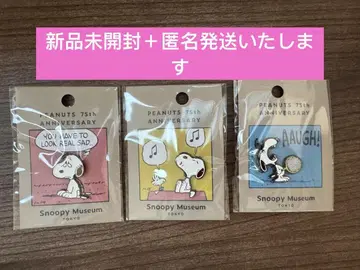 新品未開封+匿名発送いたしま
す
PEANUTS 75th
ANNIVERSARY
YOU HAVE TO
LOOK REAL SAD.
Snoopy Museum
TOKYO
PEANUTS 75th
ANNIVERSARY
Snoopy Museum
TOKYO
PEANUTS 75th
ANNIVERSARY
AAUGH!
Snoopy Museum
TOKYO